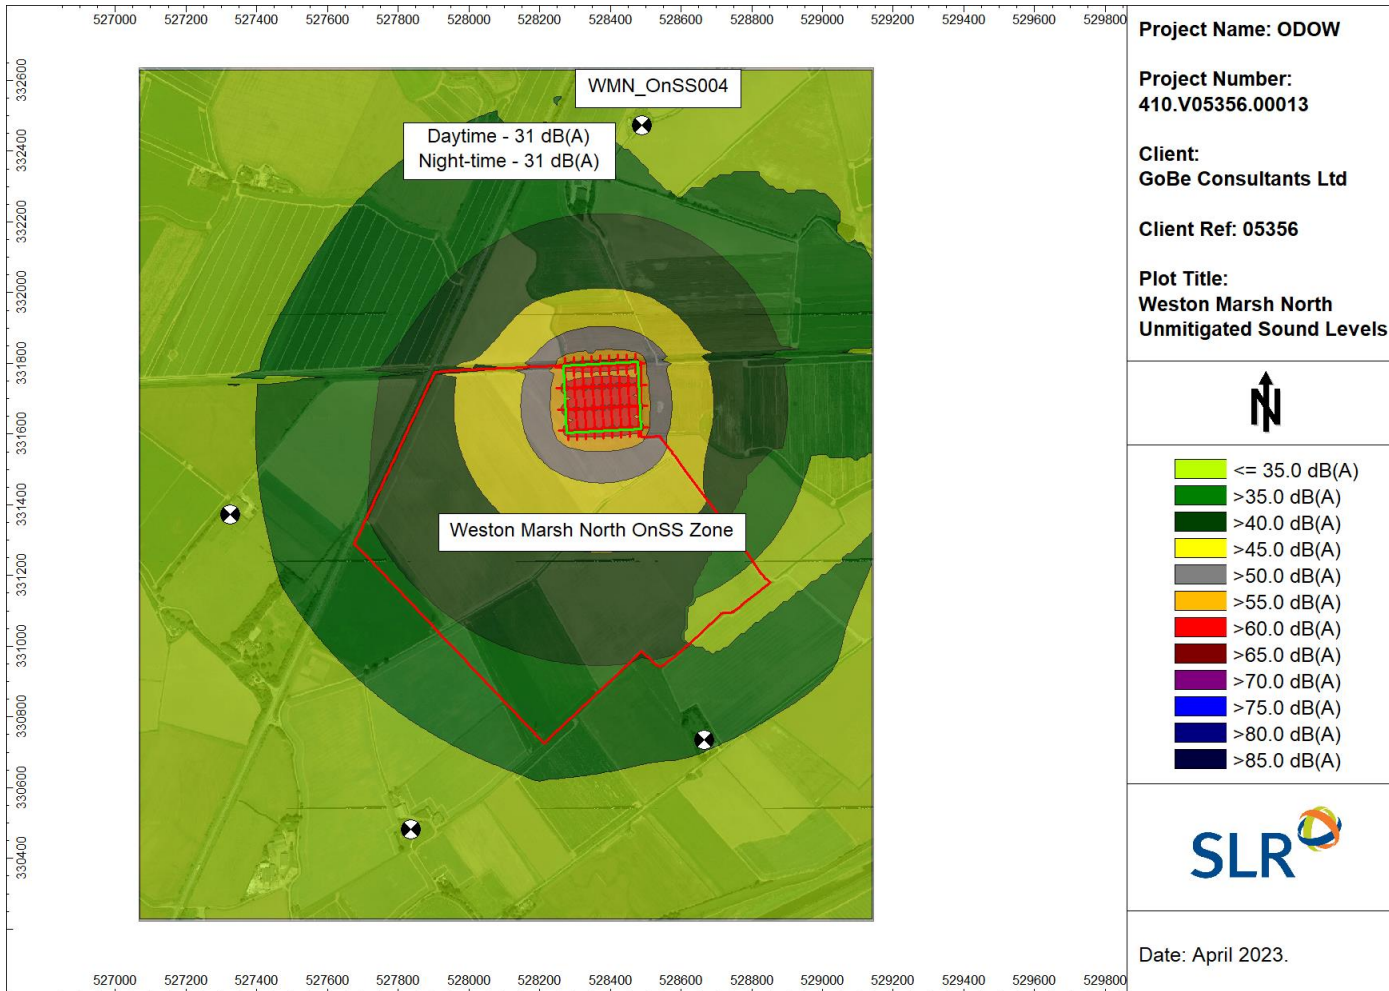 527000 527200 527400 527600 527800 528000 528200 528400 528600 528800 529000 529200 529400 529600 529800
332600
332400
332200
332000
331800
331600
331400
331200
331000
330800
330600
330400
WMN_OnSS004
Daytime - 31 dB(A)
Night-time - 31 dB(A)
Weston Marsh North OnSS Zone
527000 527200 527400 527600 527800 528000 528200 528400 528600 528800 529000 529200 529400 529600 529800
Project Name: ODOW
Project Number:
410.V05356.00013
Client:
GoBe Consultants Ltd
Client Ref: 05356
Plot Title:
Weston Marsh North
Unmitigated Sound Levels
N
<= 35.0 dB(A)
>35.0 dB(A)
>40.0 dB(A)
>45.0 dB(A)
>50.0 dB(A)
>55.0 dB(A)
>60.0 dB(A)
>65.0 dB(A)
>70.0 dB(A)
>75.0 dB(A)
>80.0 dB(A)
>85.0 dB(A)
SLR
Date: April 2023.